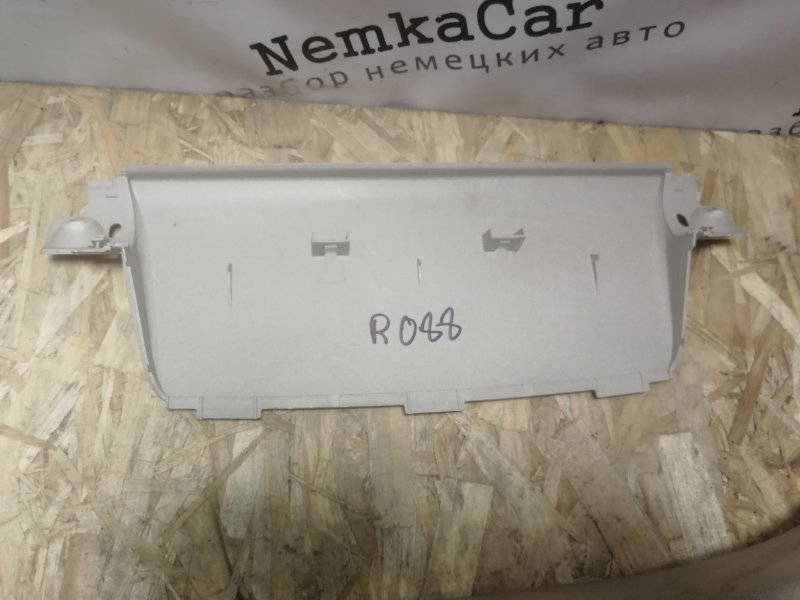 NemkaCar
разбор немецких авто
R088